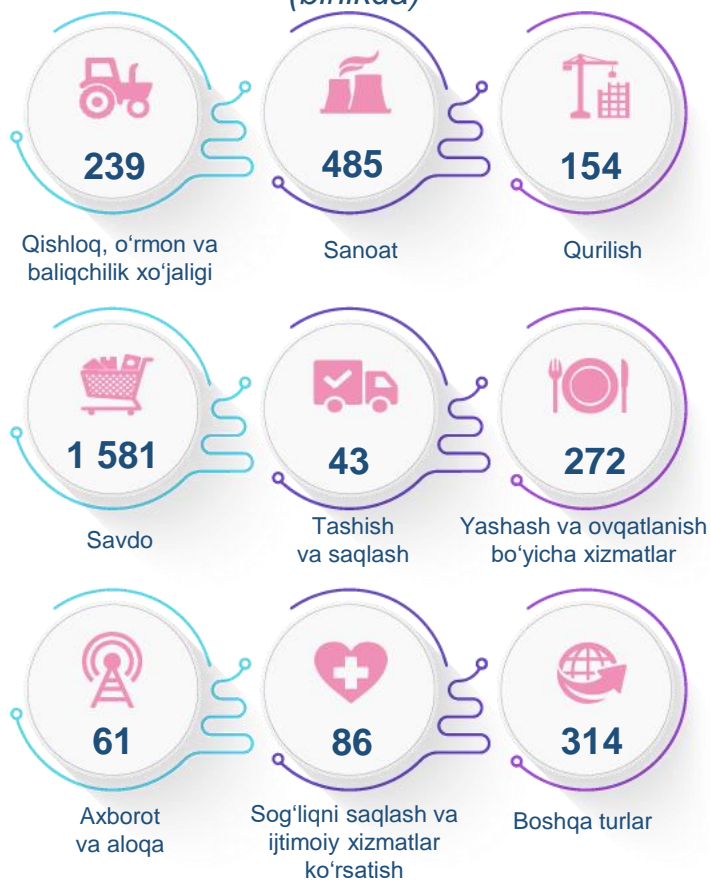 (birlikda)
239
Qishloq, o‘rmon va
baliqchilik xo‘jaligi
485
Sanoat
154
Qurilish
1 581
Savdo
43
Tashish
va saqlash
272
Yashash va ovqatlanish
bo‘yicha xizmatlar
61
Axborot
va aloqa
86
Sog‘liqni saqlash va
ijtimoiy xizmatlar
ko‘rsatish
314
Boshqa turlar